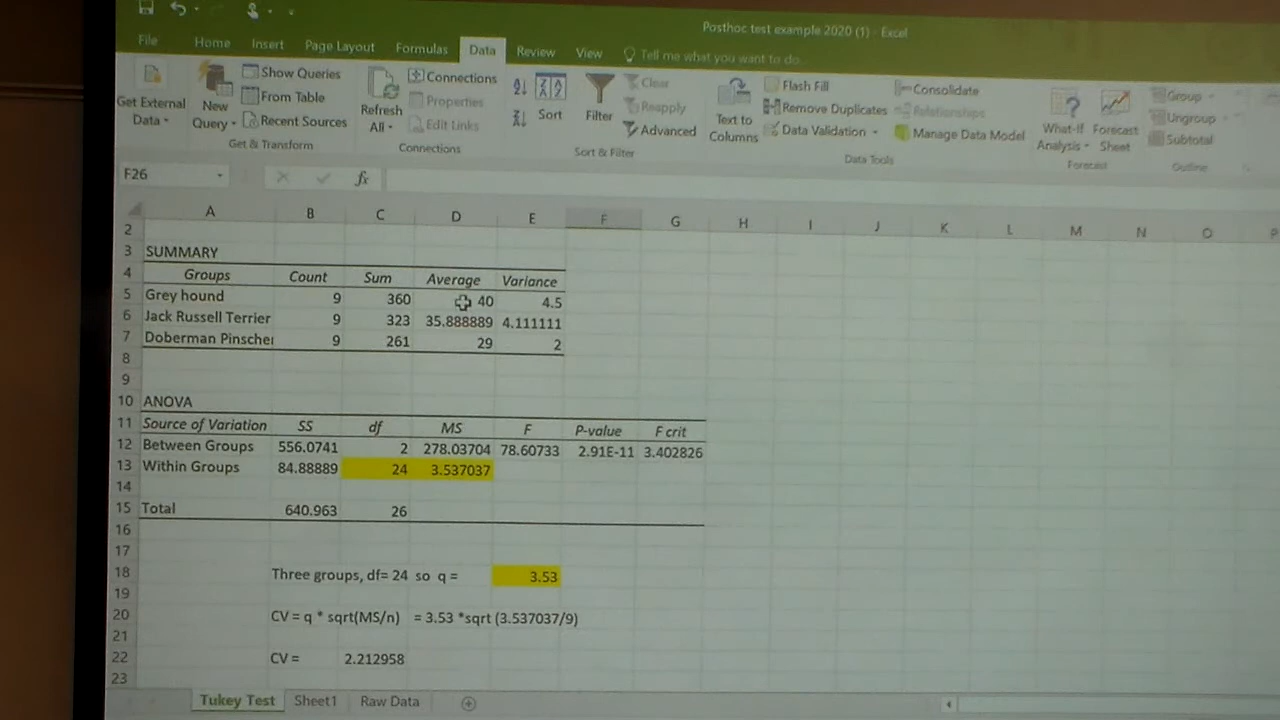 Posthoc test example 2020 (1) - Excel
File Home Insert Page Layout Formulas Data Review View Tell me what you want to do
Get External Data
New Query
Show Queries
From Table
Recent Sources
Get & Transform
Refresh All
Connections
Properties
Edit Links
Connections
Sort
Filter
Clear
Reapply
Advanced
Sort & Filter
Text to Columns
Flash Fill
Remove Duplicates
Data Validation
Consolidate
Relationships
Manage Data Model
Data Tools
What-If Analysis
Forecast Sheet
Forecast
Group
Ungroup
Subtotal
Outline
F26 fx
A B C D E F G H I J K L M N O P
2
3 SUMMARY
4 Groups Count Sum Average Variance
5 Grey hound 9 360 40 4.5
6 Jack Russell Terrier 9 323 35.888889 4.111111
7 Doberman Pinscher 9 261 29 2
8
9
10 ANOVA
11 Source of Variation SS df MS F P-value F crit
12 Between Groups 556.0741 2 278.03704 78.60733 2.91E-11 3.402826
13 Within Groups 84.88889 24 3.537037
14
15 Total 640.963 26
16
17
18 Three groups, df= 24 so q = 3.53
19
20 CV = q * sqrt(MS/n) = 3.53 *sqrt (3.537037/9)
21
22 CV = 2.212958
23
Tukey Test Sheet1 Raw Data